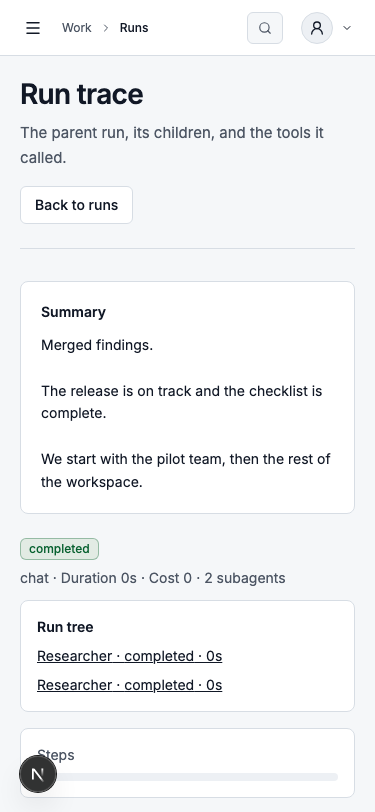 Work > Runs
Run trace
The parent run, its children, and the tools it
called.
Back to runs
Summary
Merged findings.
The release is on track and the checklist is
complete.
We start with the pilot team, then the rest of
the workspace.
completed
chat · Duration 0s · Cost 0 · 2 subagents
Run tree
Researcher · completed · 0s
Researcher · completed · 0s
Steps
N